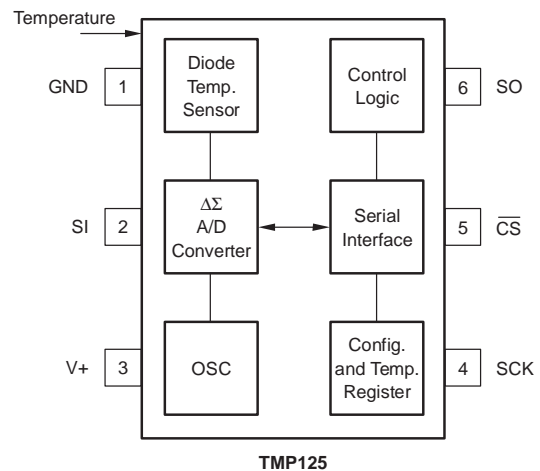 Temperature
GND
1
Diode
Temp.
Sensor
Control
Logic
6
SO
SI
2
ΔΣ
A/D
Converter
Serial
Interface
5
C̅S̅
V+
3
OSC
Config.
and Temp.
Register
4
SCK
TMP125